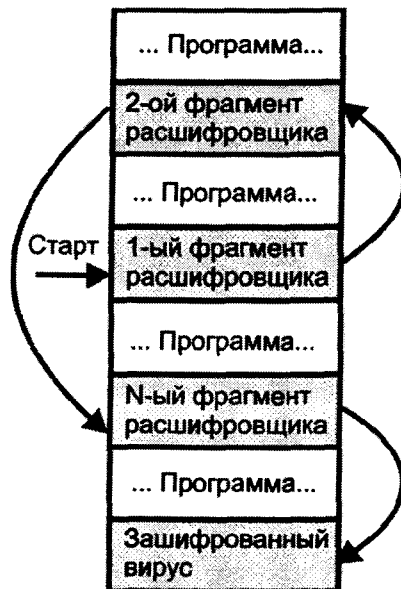 ... Программа...
2-ой фрагмент
расшифровщика
... Программа...
Старт
1-ый фрагмент
расшифровщика
... Программа...
N-ый фрагмент
расшифровщика
... Программа...
Зашифрованный
вирус